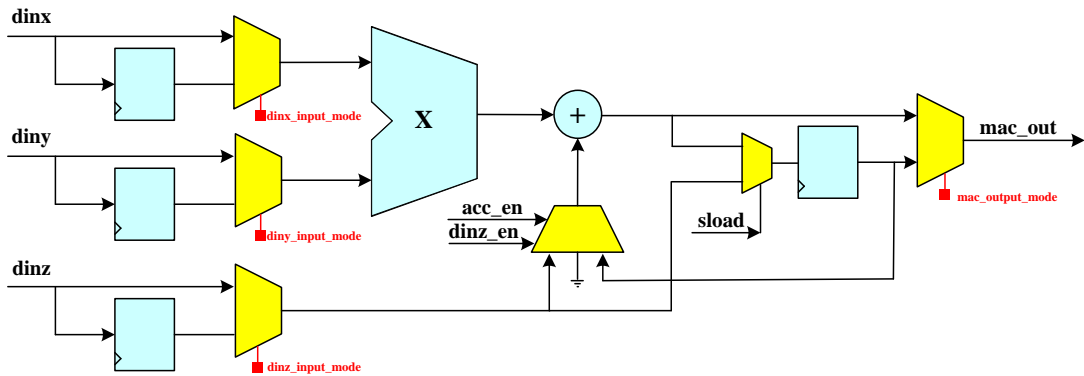 dinx
dinx_input_mode
X
+
mac_out
diny
diny_input_mode
acc_en
dinz_en
sload
mac_output_mode
dinz
dinz_input_mode